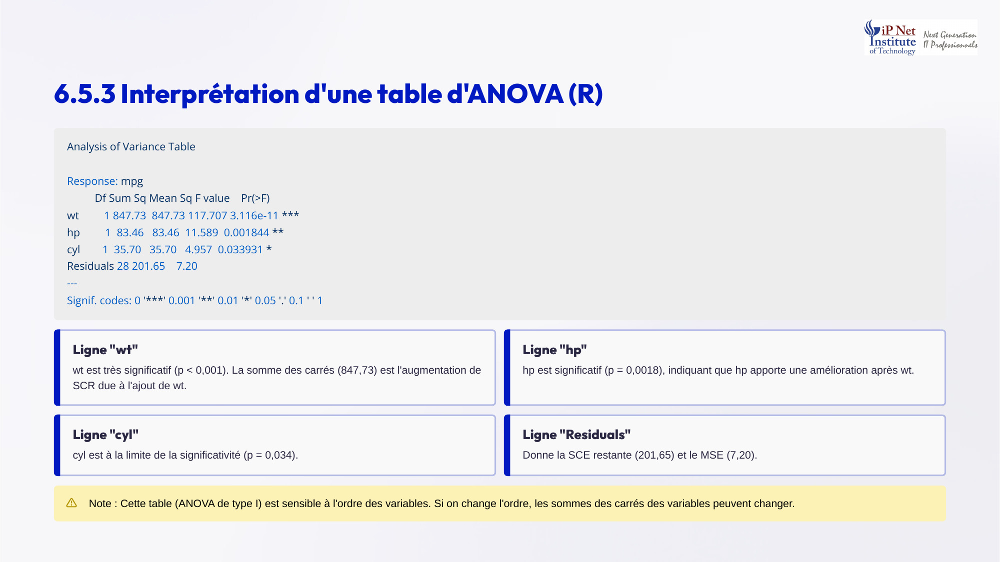 iP Net
Institute
of Technology
Next Generation
IT Professionnels
6.5.3 Interprétation d'une table d'ANOVA (R)
Analysis of Variance Table
Response: mpg
Df Sum Sq Mean Sq F value Pr(>F)
wt 1 847.73 847.73 117.707 3.116e-11 ***
hp 1 83.46 83.46 11.589 0.001844 **
cyl 1 35.70 35.70 4.957 0.033931 *
Residuals 28 201.65 7.20
---
Signif. codes: 0 '***' 0.001 '**' 0.01 '*' 0.05 '.' 0.1 ' ' 1
Ligne "wt"
wt est très significatif (p < 0,001). La somme des carrés (847,73) est l'augmentation de
SCR due à l'ajout de wt.
Ligne "hp"
hp est significatif (p = 0,0018), indiquant que hp apporte une amélioration après wt.
Ligne "cyl"
cyl est à la limite de la significativité (p = 0,034).
Ligne "Residuals"
Donne la SCE restante (201,65) et le MSE (7,20).
Note : Cette table (ANOVA de type I) est sensible à l'ordre des variables. Si on change l'ordre, les sommes des carrés des variables peuvent changer.